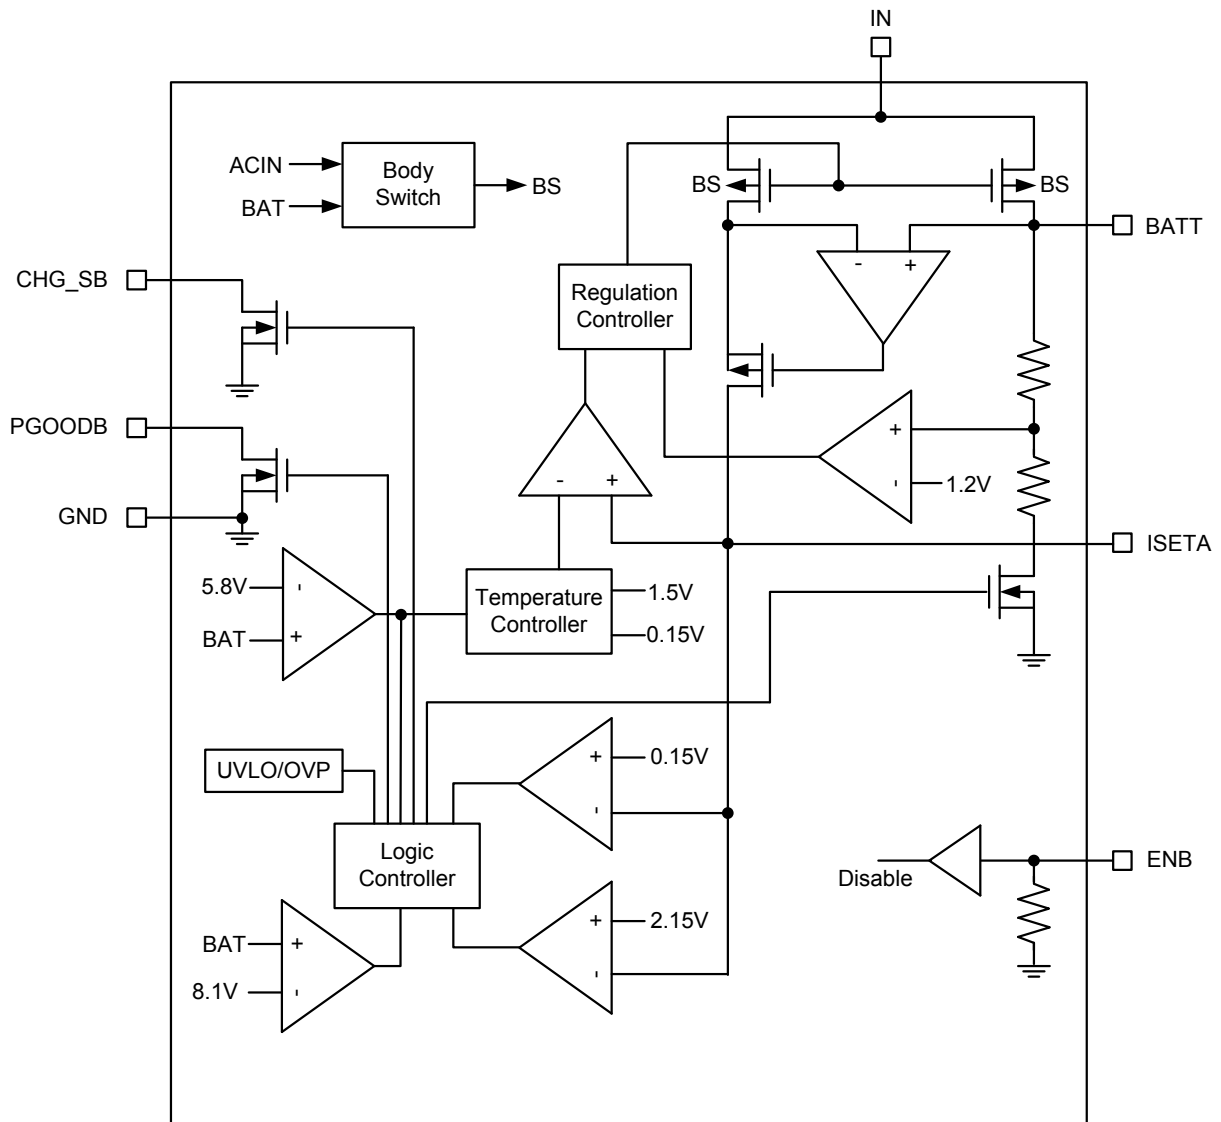 IN
ACIN
BAT
Body
Switch
BS
BS
BS
BATT
CHG_SB
Regulation
Controller
-
+
PGOODB
+
-
1.2V
GND
-
+
ISETA
5.8V
-
BAT
+
Temperature
Controller
1.5V
0.15V
UVLO/OVP
+
0.15V
-
Logic
Controller
Disable
ENB
BAT
+
8.1V
-
+
2.15V
-